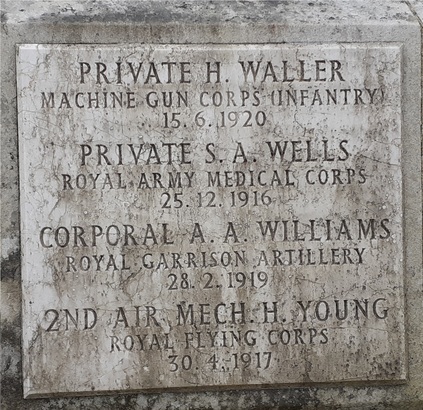 PRIVATE H. WALLER
MACHINE GUN CORPS (INFANTRY)
15. 6. 1920
PRIVATE S. A. WELLS
ROYAL ARMY MEDICAL CORPS
25. 12. 1916
CORPORAL A. A. WILLIAMS
ROYAL GARRISON ARTILLERY
28. 2. 1919
2ND AIR MECH. H. YOUNG
ROYAL FLYING CORPS
30. 4. 1917